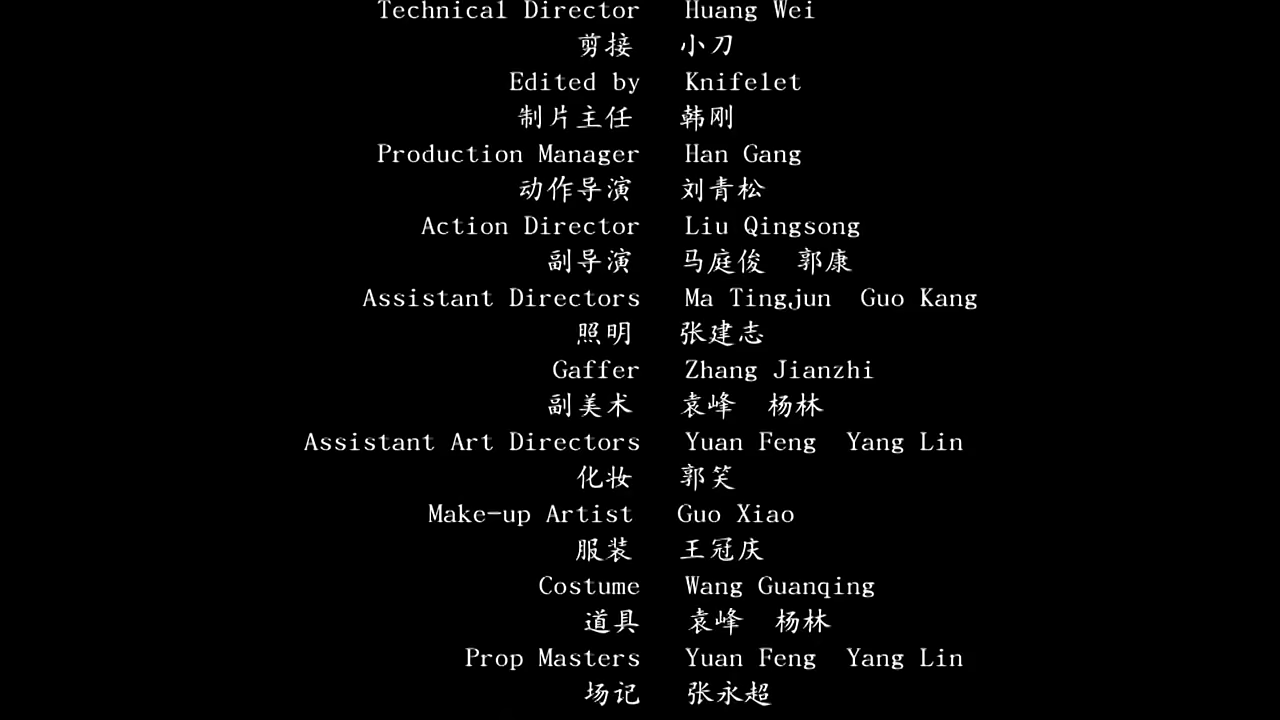 Technical Director Huang Wei
剪接 小刀
Edited by Knifelet
制片主任 韩刚
Production Manager Han Gang
动作导演 刘青松
Action Director Liu Qingsong
副导演 马庭俊 郭康
Assistant Directors Ma Tingjun Guo Kang
照明 张建志
Gaffer Zhang Jianzhi
副美术 袁峰 杨林
Assistant Art Directors Yuan Feng Yang Lin
化妆 郭笑
Make-up Artist Guo Xiao
服装 王冠庆
Costume Wang Guanqing
道具 袁峰 杨林
Prop Masters Yuan Feng Yang Lin
场记 张永超